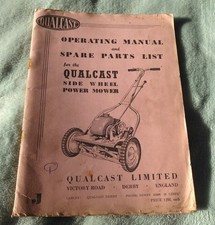 QUALCAST
OPERATING MANUAL
and
SPARE PARTS LIST
for the
QUALCAST
SIDE WHEEL
POWER MOWER
QUALCAST LIMITED
VICTORY ROAD DERBY ENGLAND